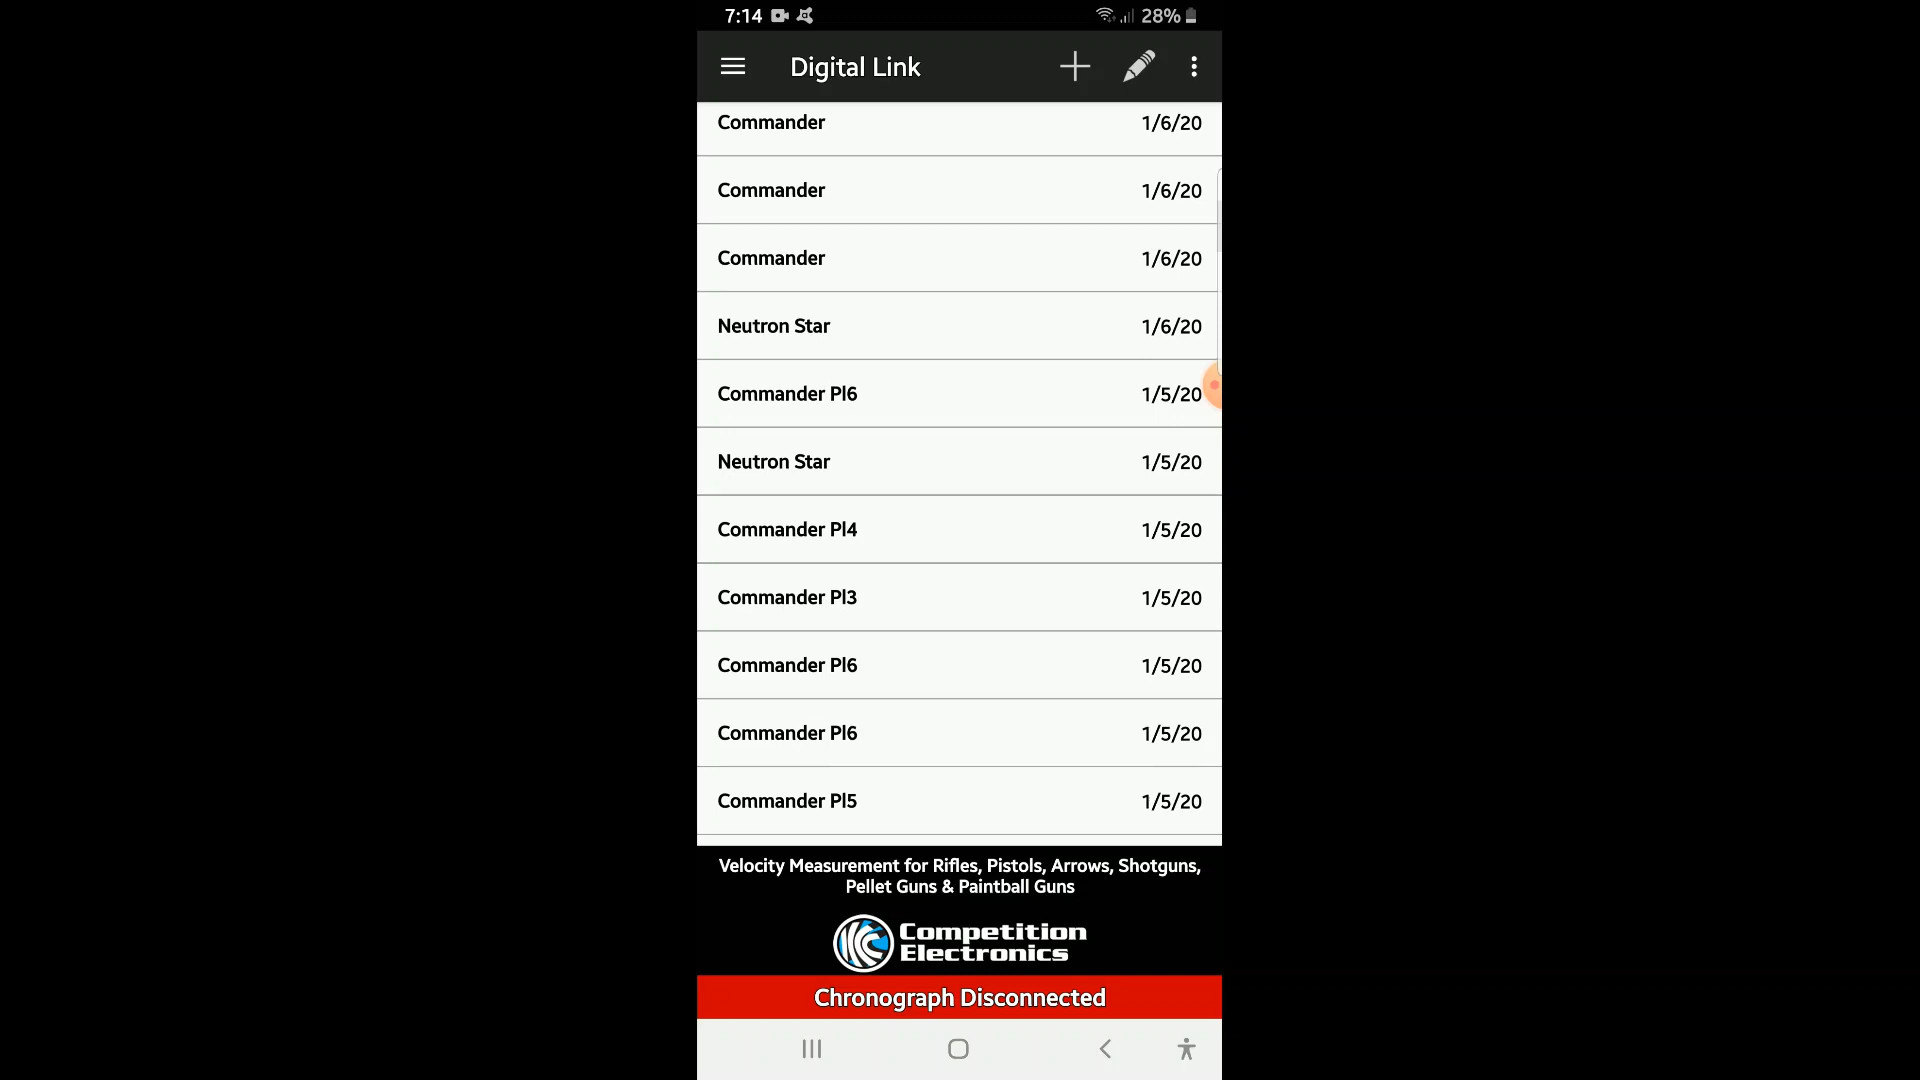 7:14 28%
Digital Link
Commander 1/6/20
Commander 1/6/20
Commander 1/6/20
Neutron Star 1/6/20
Commander Pl6 1/5/20
Neutron Star 1/5/20
Commander Pl4 1/5/20
Commander Pl3 1/5/20
Commander Pl6 1/5/20
Commander Pl6 1/5/20
Commander Pl5 1/5/20
Velocity Measurement for Rifles, Pistols, Arrows, Shotguns,
Pellet Guns & Paintball Guns
Competition
Electronics
Chronograph Disconnected